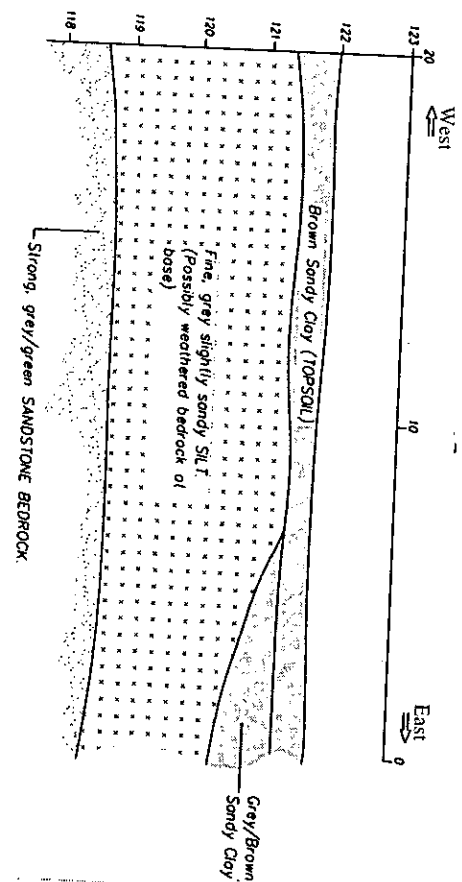 West
East
20
10
0
123
122
121
120
119
118
Brown Sandy Clay (TOPSOIL)
Fine, grey slightly sandy SILT
(Possibly weathered bedrock at
base)
Grey/Brown
Sandy Clay
Strong, grey/green SANDSTONE BEDROCK